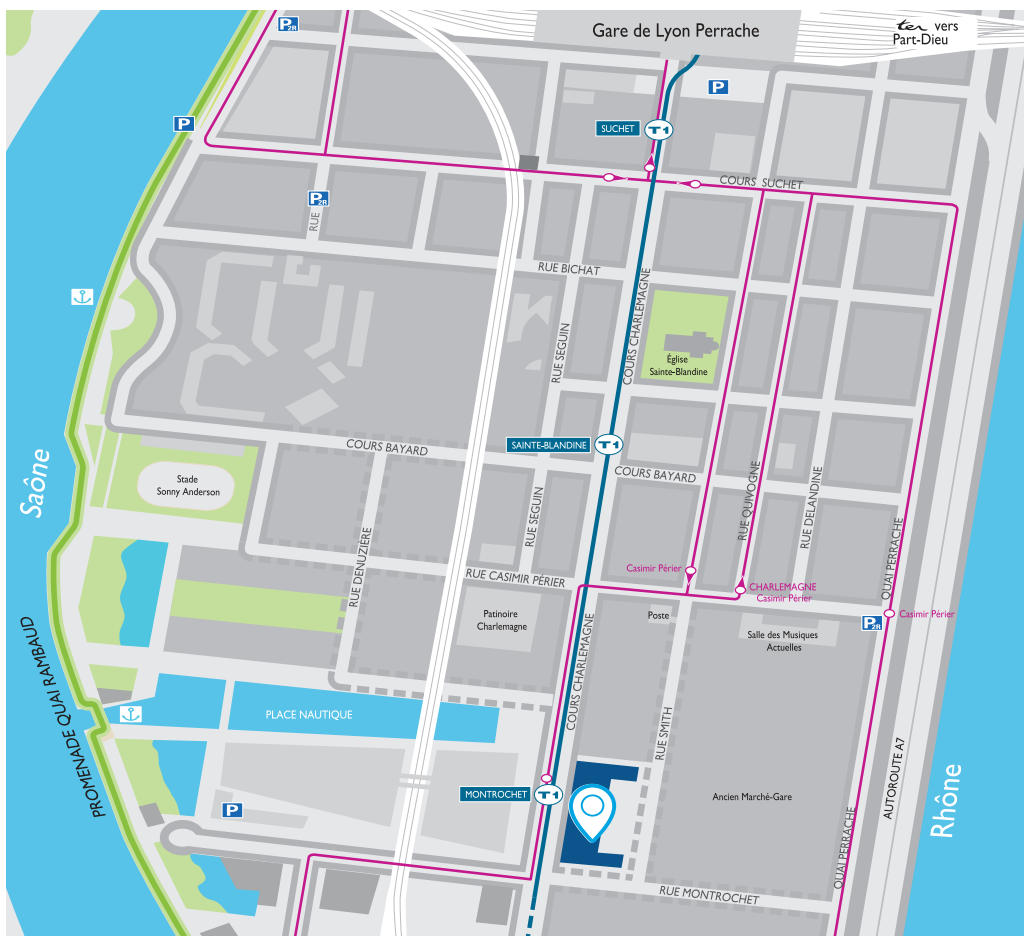 P2R
Gare de Lyon Perrache
ter vers
Part-Dieu
P
P
SUCHET
T1
COURS SUCHET
P2R
RUE
RUE BICHAT
COURS CHARLEMAGNE
RUE SEGUIN
Église
Sainte-Blandine
SAINTE-BLANDINE
T1
COURS BAYARD
COURS BAYARD
Saône
Stade
Sonny Anderson
RUE SEGUIN
RUE QUIVOGNE
RUE DELANDINE
QUAI PERRACHE
RUE DENUZIÈRE
RUE CASIMIR PÉRIER
Casimir Périer
CHARLEMAGNE
Casimir Périer
Casimir Périer
P2R
Patinoire
Charlemagne
Poste
Salle des Musiques
Actuelles
COURS CHARLEMAGNE
PROMENADE QUAI RAMBAUD
PLACE NAUTIQUE
RUE SMITH
AUTOROUTE A7
Rhône
MONTROCHET
T1
Ancien Marché-Gare
P
QUAI PERRACHE
RUE MONTROCHET